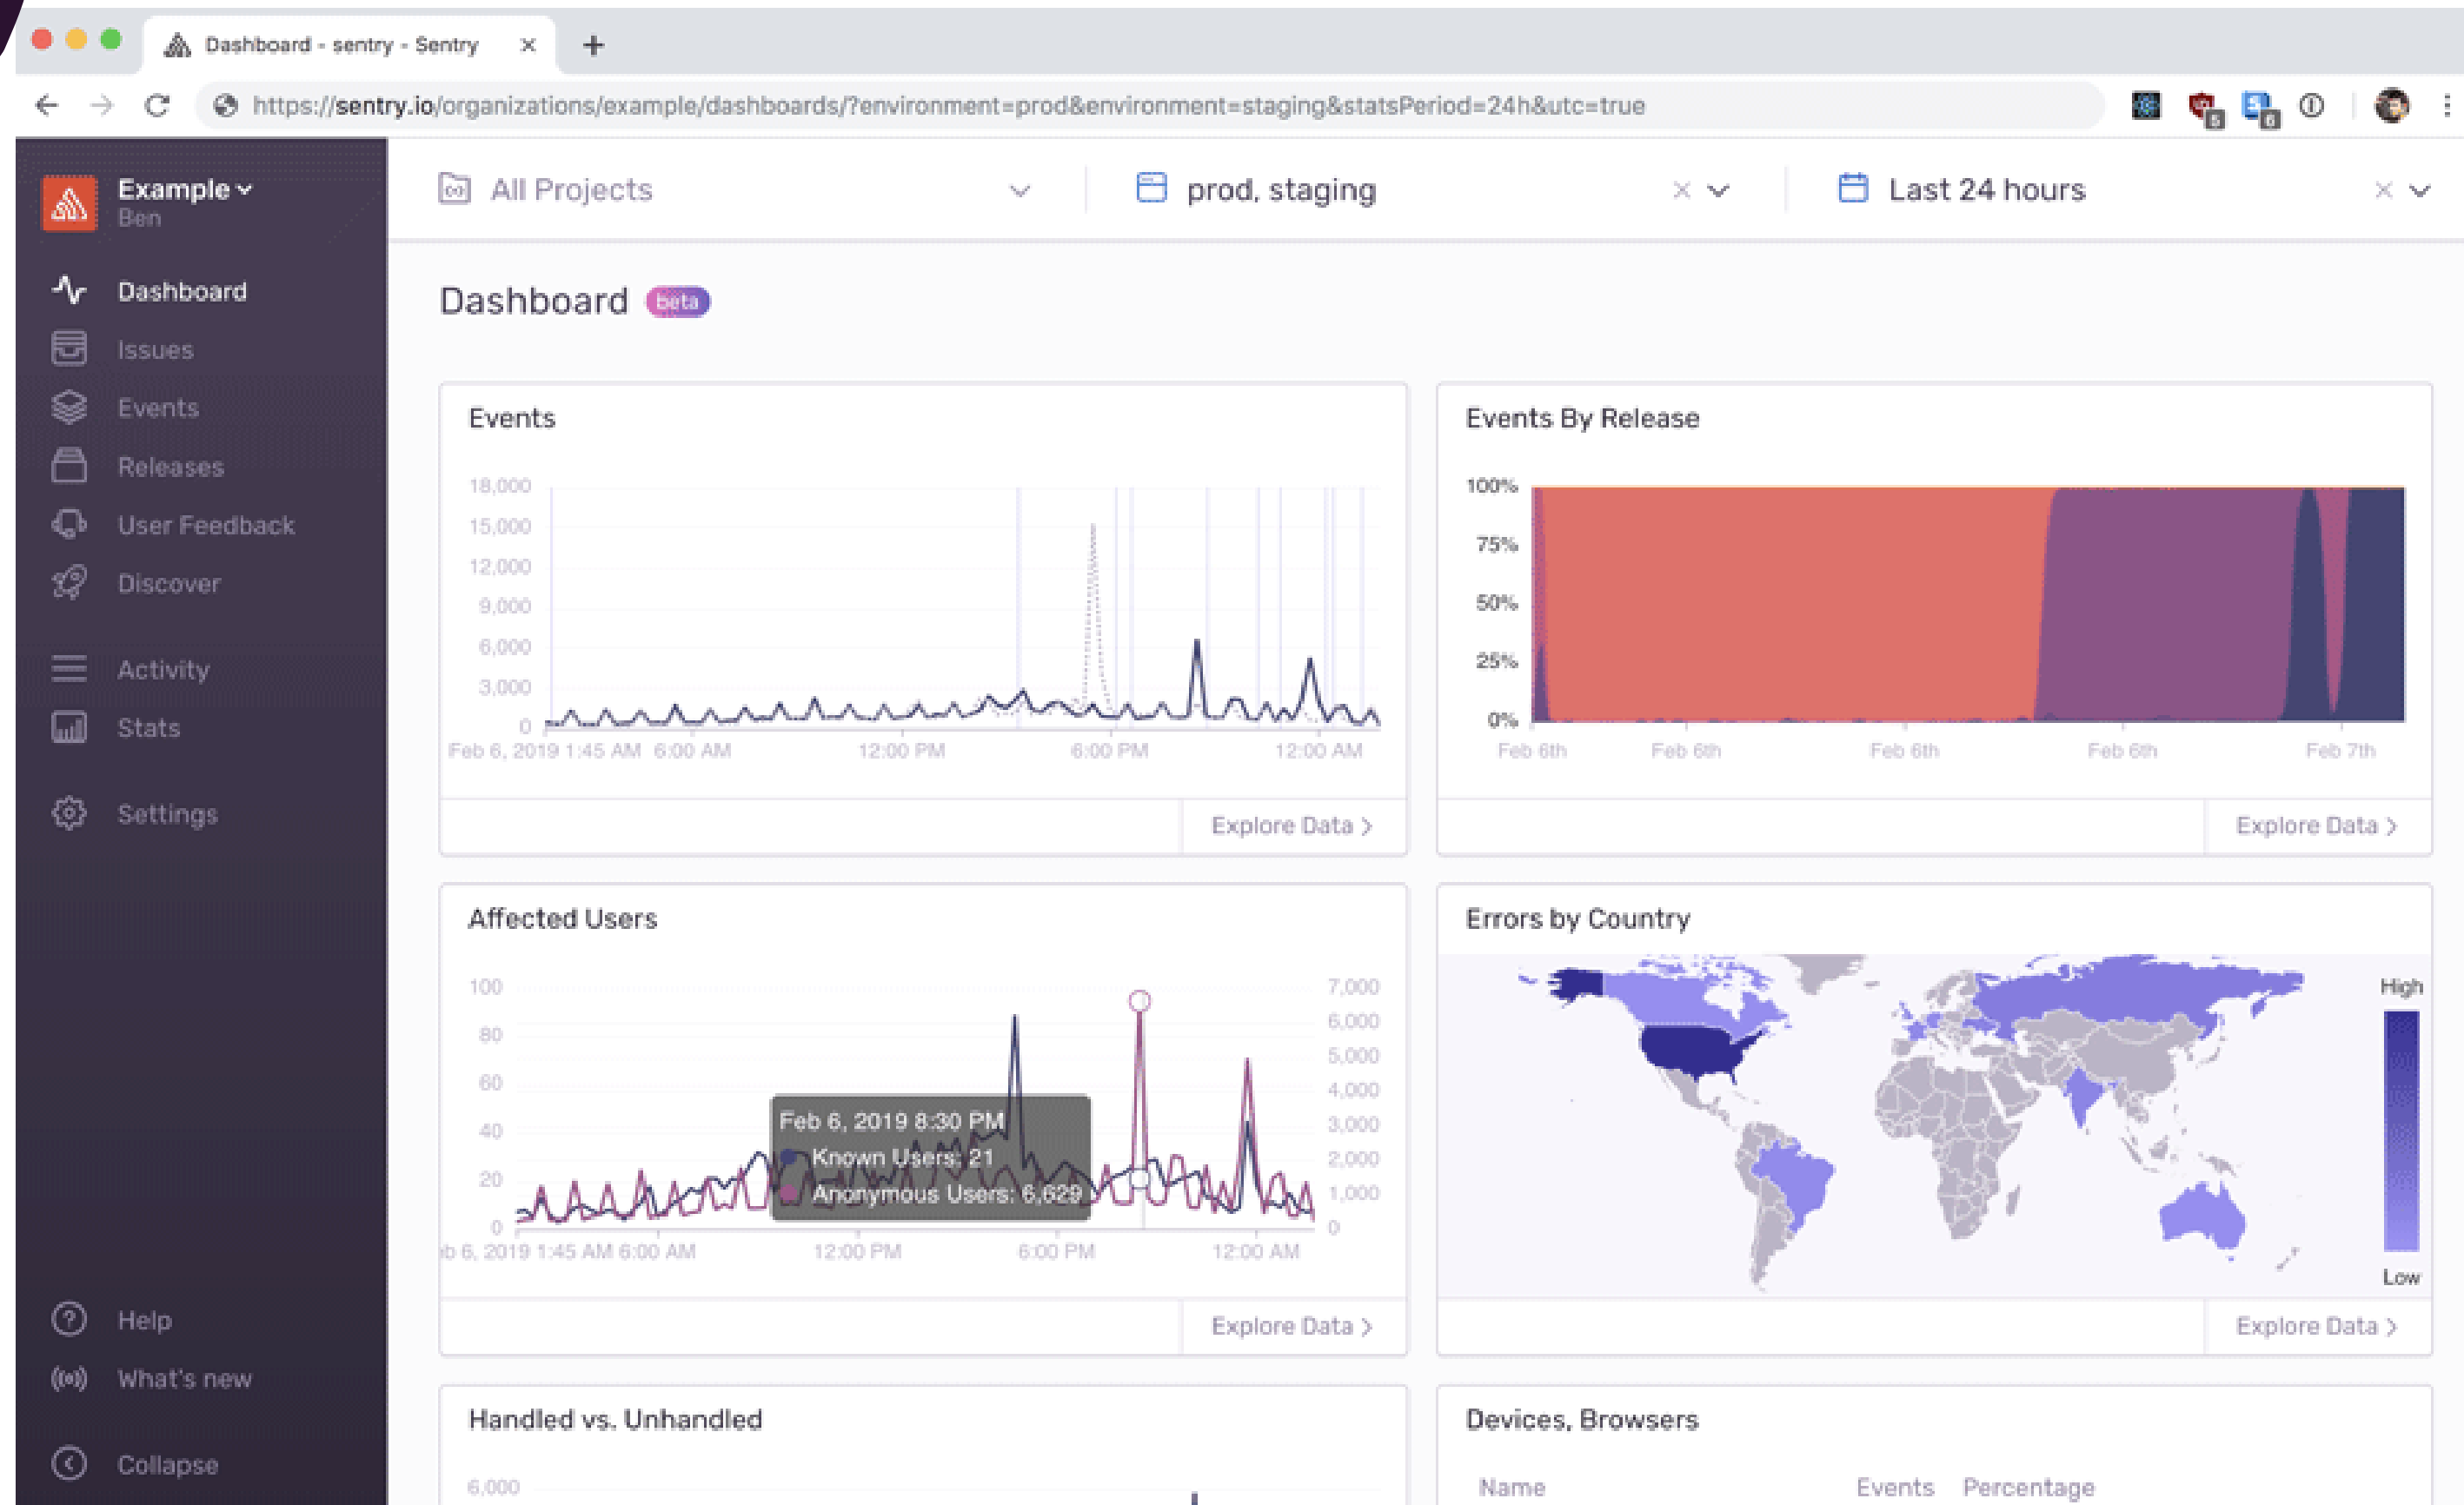 Dashboard - sentry - Sentry
https://sentry.io/organizations/example/dashboards/?environment=prod&environment=staging&statsPeriod=24h&utc=true
5
6
Example
Ben
Dashboard
Issues
Events
Releases
User Feedback
Discover
Activity
Stats
Settings
Help
What's new
Collapse
All Projects
prod, staging
Last 24 hours
Dashboard beta
Events
18,000
15,000
12,000
9,000
6,000
3,000
0
Feb 6, 2019 1:45 AM 6:00 AM 12:00 PM 6:00 PM 12:00 AM
Explore Data >
Events By Release
100%
75%
50%
25%
0%
Feb 6th Feb 6th Feb 6th Feb 6th Feb 7th
Explore Data >
Affected Users
100 7,000
80 6,000
5,000
60 4,000
40 3,000
20 2,000
1,000
0 0
Feb 6, 2019 8:30 PM
Known Users: 21
Anonymous Users: 6,629
b 6, 2019 1:45 AM 6:00 AM 12:00 PM 6:00 PM 12:00 AM
Explore Data >
Errors by Country
High
Low
Explore Data >
Handled vs. Unhandled
6,000
Devices, Browsers
Name Events Percentage